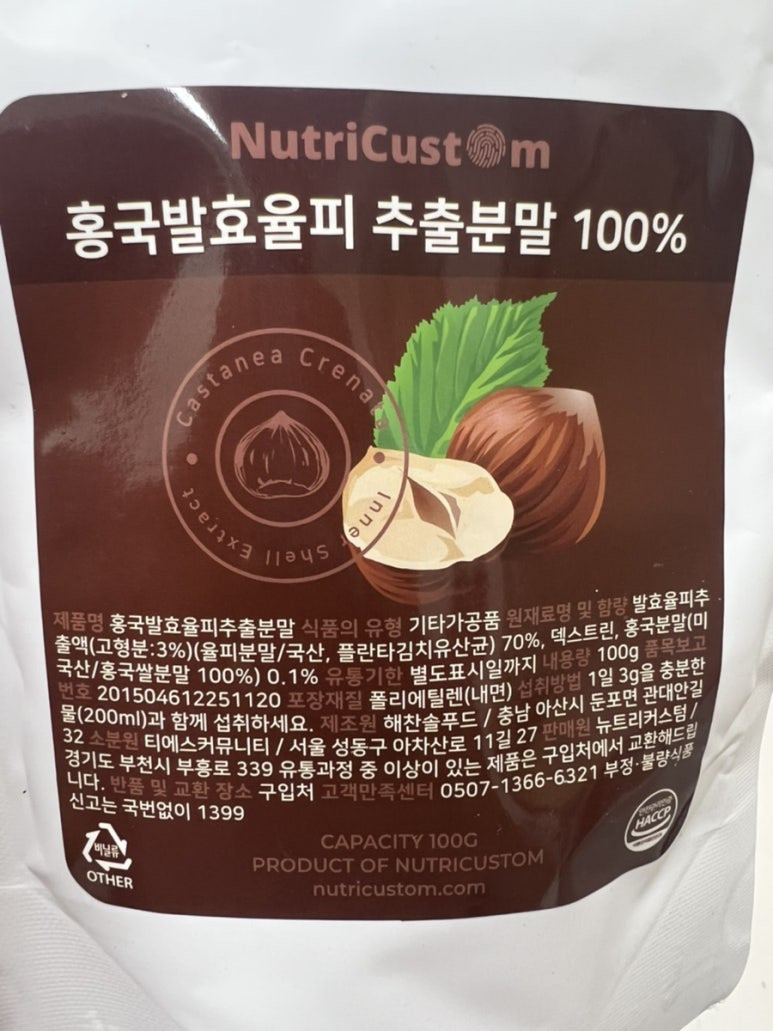 NutriCustom
홍국발효율피 추출분말 100%
Castanea Crenata Inner Shell Extract
제품명 홍국발효율피추출분말 식품의 유형 기타가공품 원재료명 및 함량 발효율피추
출액(고형분:3%)(율피분말/국산, 플란타김치유산균) 70%, 덱스트린, 홍국분말(미
국산/홍국쌀분말 100%) 0.1% 유통기한 별도표시일까지 내용량 100g 품목보고
번호 2015046122511​20 포장재질 폴리에틸렌(내면) 섭취방법 1일 3g을 충분한
물(200ml)과 함께 섭취하세요. 제조원 해찬솔푸드 / 충남 아산시 둔포면 관대안길
32 소분원 티에스커뮤니티 / 서울 성동구 아차산로 11길 27 판매원 뉴트리커스텀 /
경기도 부천시 부흥로 339 유통과정 중 이상이 있는 제품은 구입처에서 교환해드립
니다. 반품 및 교환 장소 구입처 고객만족센터 0507-1366-6321 부정·불량식품
신고는 국번없이 1399
비닐류
OTHER
HACCP
CAPACITY 100G
PRODUCT OF NUTRICUSTOM
nutricustom.com